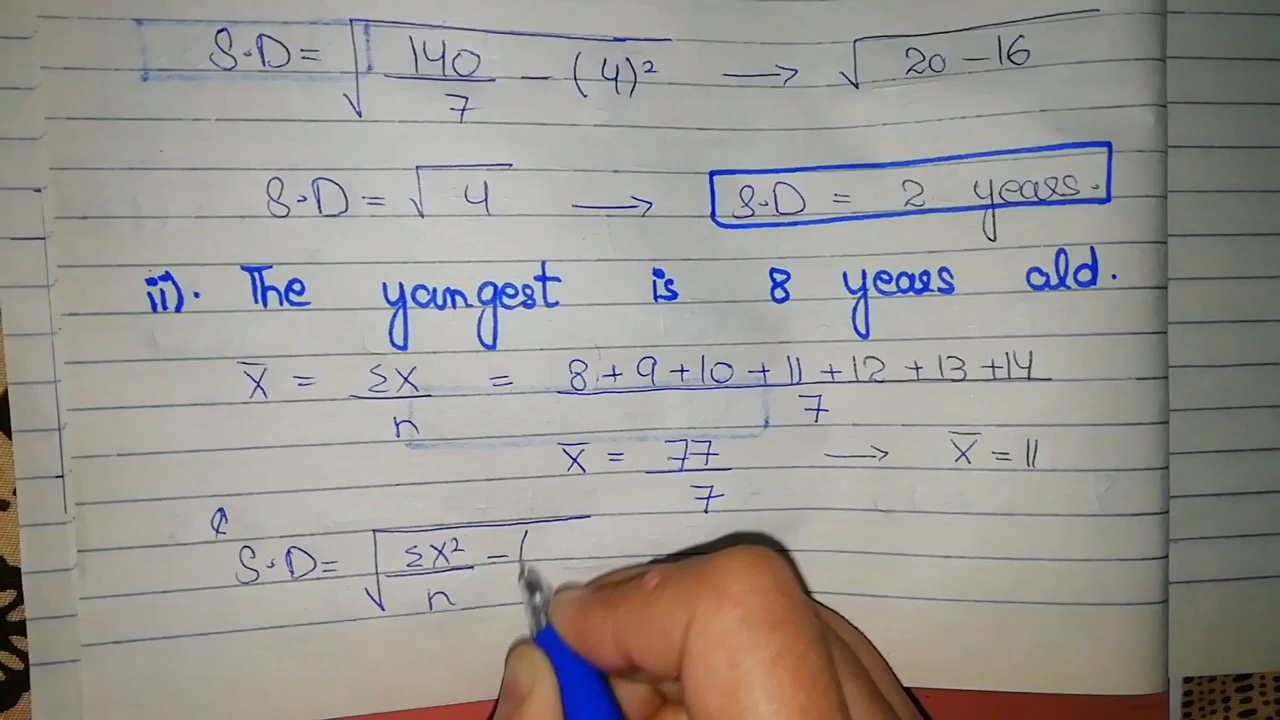 S.D = √ 140/7 - (4)² → √ 20 - 16
S.D = √ 4 → S.D = 2 years.
ii). The yangest is 8 years ald.
X̄ = ΣX/n = 8 + 9 + 10 + 11 + 12 + 13 + 14/7
X̄ = 77/7 → X̄ = 11
¢
S.D = √ ΣX²/n - (